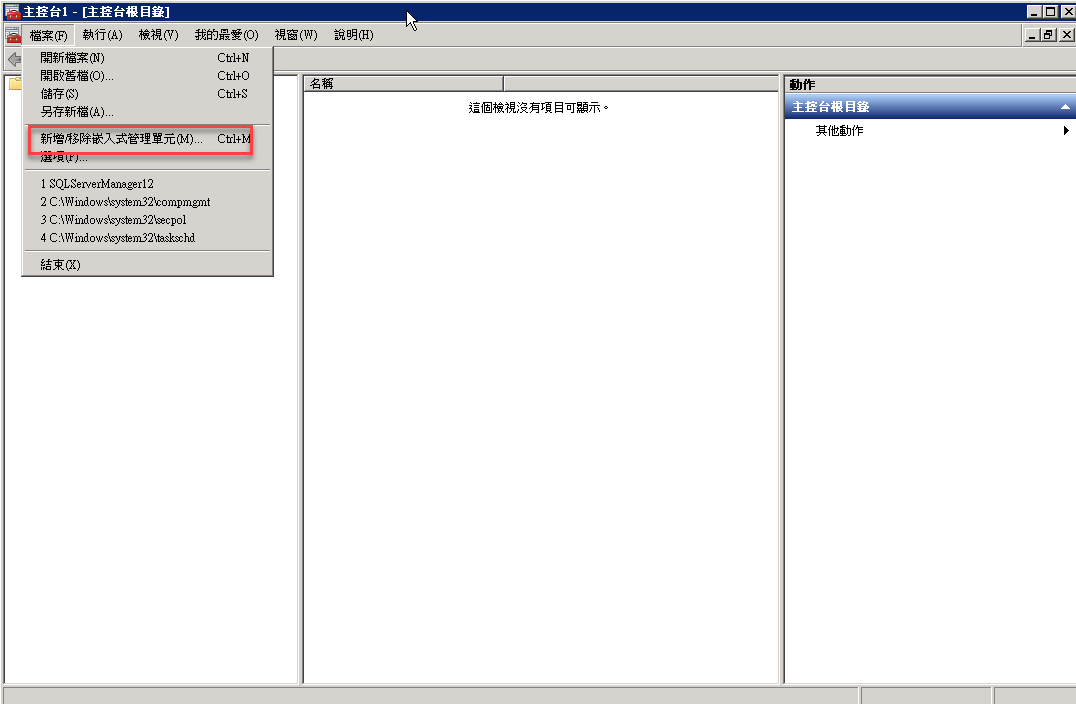 主控台1 - [主控台根目錄]
檔案(F) 執行(A) 檢視(V) 我的最愛(O) 視窗(W) 說明(H)
開新檔案(N) Ctrl+N
開啟舊檔(O)... Ctrl+O
儲存(S) Ctrl+S
另存新檔(A)...
新增/移除嵌入式管理單元(M)... Ctrl+M
選項(P)...
1 SQLServerManager12
2 C:\Windows\system32\compmgmt
3 C:\Windows\system32\secpol
4 C:\Windows\system32\taskschd
結束(X)
名稱
這個檢視沒有項目可顯示。
動作
主控台根目錄
其他動作